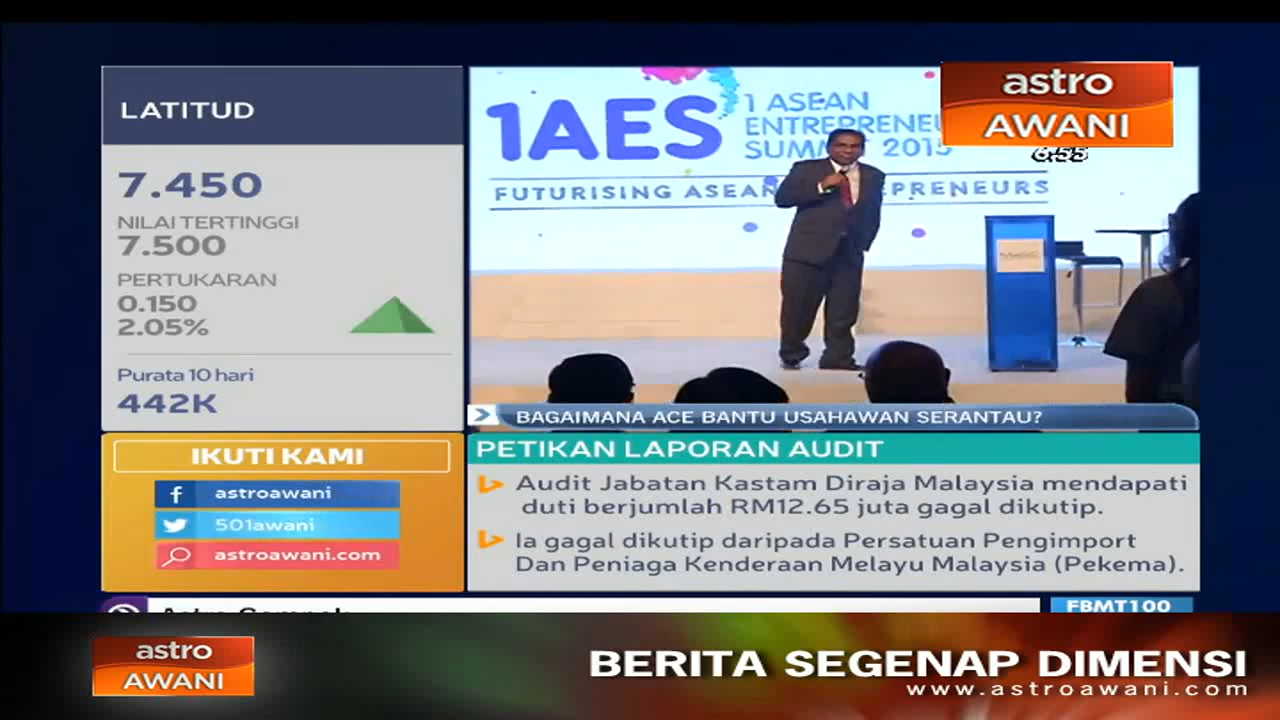 LATITUD
7.450
NILAI TERTINGGI
7.500
PERTUKARAN
0.150
2.05%
Purata 10 hari
442K
IKUTI KAMI
astroawani
501awani
astroawani.com
1AES
1 ASEAN
SUMMIT 2015
FUTURISING ASEAN
astro
AWANI
6:55
BAGAIMANA ACE BANTU USAHAWAN SERANTAU?
PETIKAN LAPORAN AUDIT
Audit Jabatan Kastam Diraja Malaysia mendapati
duti berjumlah RM12.65 juta gagal dikutip.
Ia gagal dikutip daripada Persatuan Pengimport
Dan Peniaga Kenderaan Melayu Malaysia (Pekema).
FBMT100
astro
AWANI
BERITA SEGENAP DIMENSI
www.astroawani.com